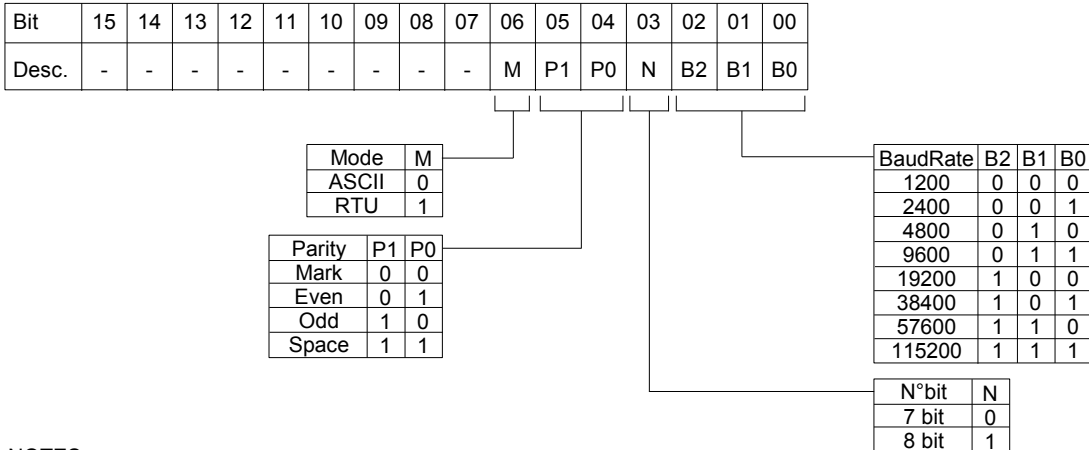 Bit 15 14 13 12 11 10 09 08 07 06 05 04 03 02 01 00
Desc. - - - - - - - - - M P1 P0 N B2 B1 B0
Mode M
ASCII 0
RTU 1
Parity P1 P0
Mark 0 0
Even 0 1
Odd 1 0
Space 1 1
BaudRate B2 B1 B0
1200 0 0 0
2400 0 0 1
4800 0 1 0
9600 0 1 1
19200 1 0 0
38400 1 0 1
57600 1 1 0
115200 1 1 1
N°bit N
7 bit 0
8 bit 1